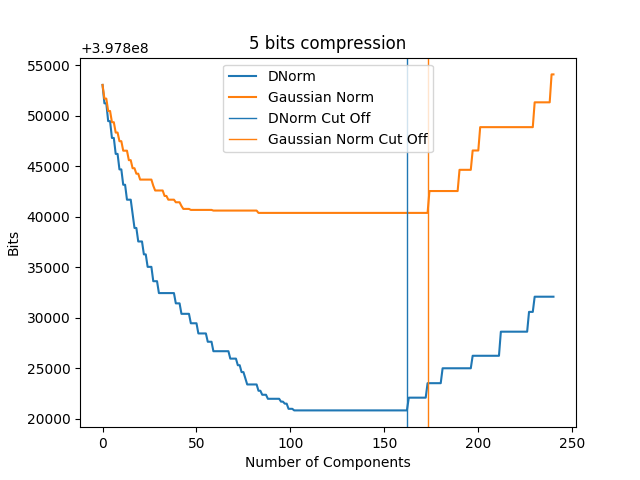 5 bits compression
+3.978e8
55000
50000
45000
40000
35000
30000
25000
20000
Bits
DNorm
Gaussian Norm
DNorm Cut Off
Gaussian Norm Cut Off
0 50 100 150 200 250
Number of Components